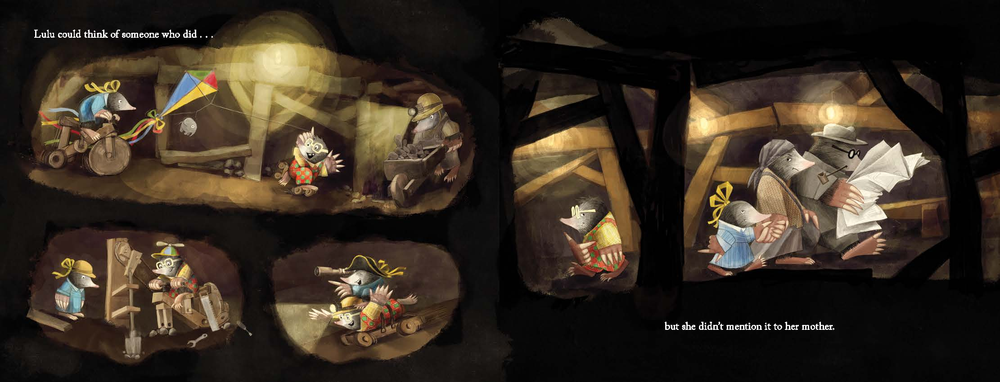 Lulu could think of someone who did . . .
but she didn’t mention it to her mother.